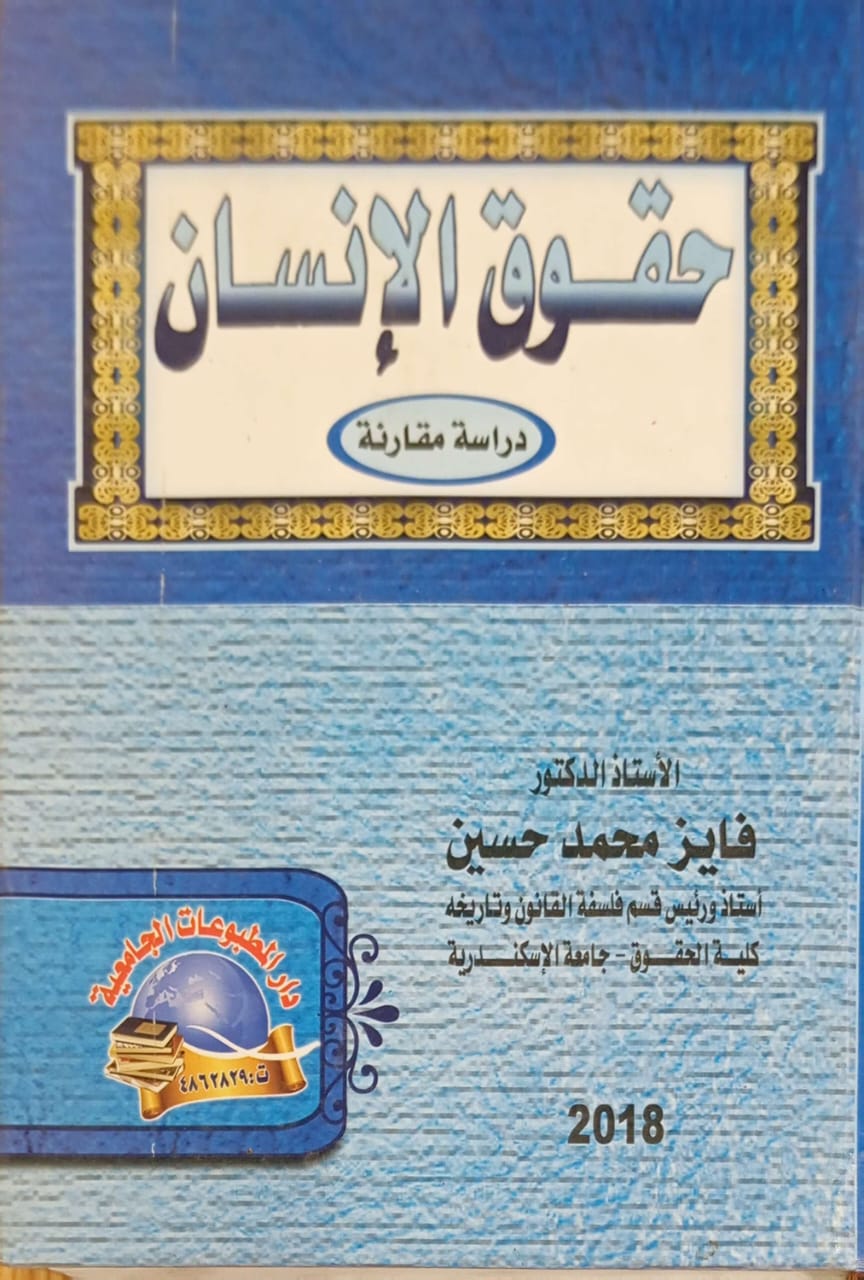 حقوق الإنسان
دراسة مقارنة
الأستاذ الدكتور
فايز محمد حسين
أستاذ ورئيس قسم فلسفة القانون وتاريخه
كلية الحقوق - جامعة الإسكندرية
دار المطبوعات الجامعية
ت: ٤٨٦٢٨٢٩
2018